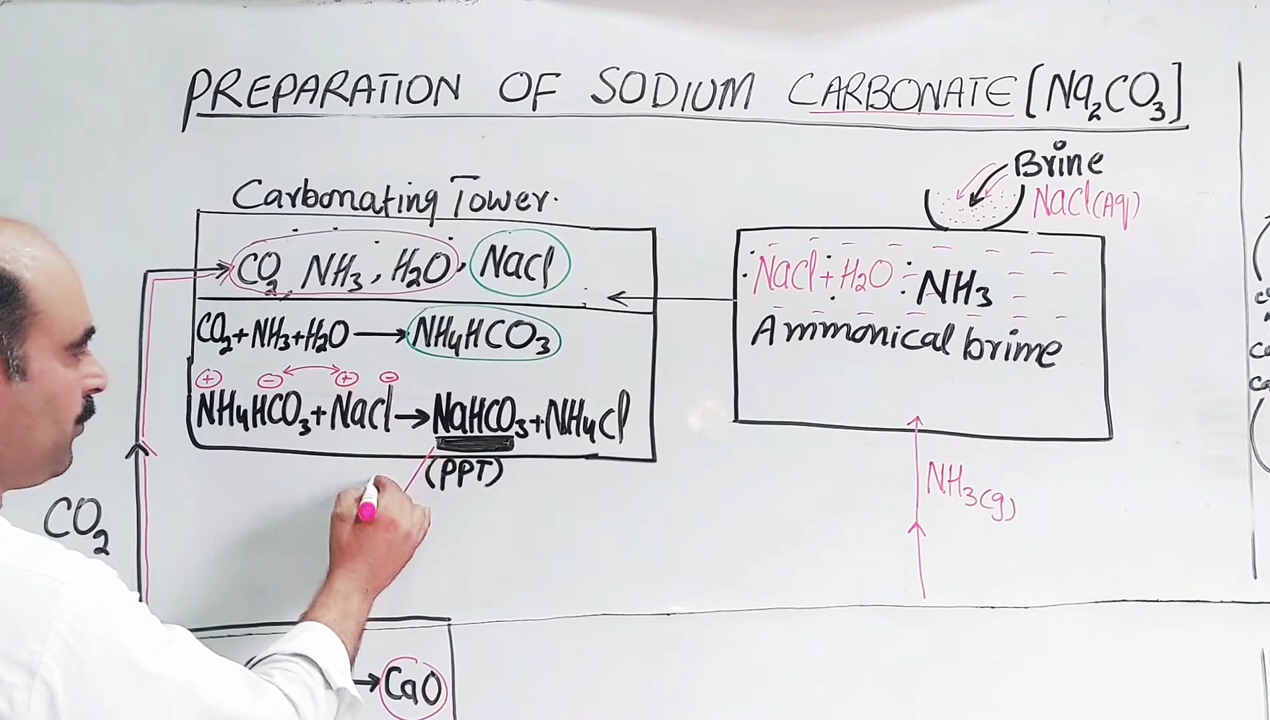 PREPARATION OF SODIUM CARBONATE [Na₂CO₃]
Carbonating Tower.
CO₂, NH₃, H₂O, Nacl
CO₂+NH₃+H₂O → NH₄HCO₃
+ - + -
NH₄HCO₃+Nacl→NaHCO₃+NH₄Cl
(PPT)
CO₂
→ CaO
Brine
Nacl(Aq)
Nacl+H₂O : NH₃
Ammonical brime
NH₃(g)